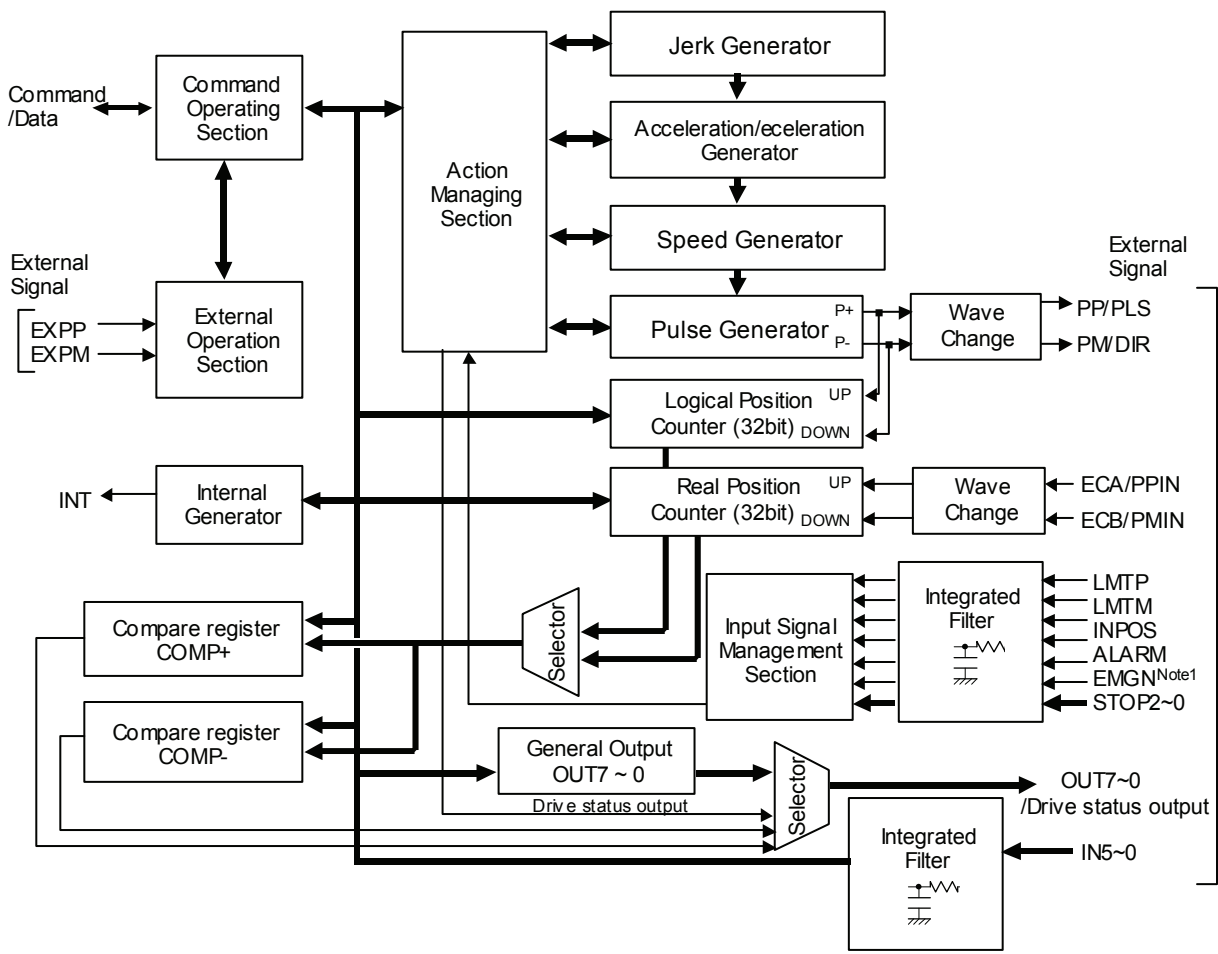 Command
/Data
Command
Operating
Section
External
Signal
EXPP
EXPM
External
Operation
Section
INT
Internal
Generator
Compare register
COMP+
Compare register
COMP-
Action
Managing
Section
Jerk Generator
Acceleration/eceleration
Generator
Speed Generator
Pulse Generator
P+
P-
Wave
Change
External
Signal
PP/PLS
PM/DIR
Logical Position
Counter (32bit)
UP
DOWN
Real Position
Counter (32bit)
UP
DOWN
Wave
Change
ECA/PPIN
ECB/PMIN
Selector
Input Signal
Management
Section
Integrated
Filter
LMTP
LMTM
INPOS
ALARM
EMGN Note1
STOP2~0
General Output
OUT7 ~ 0
Drive status output
Selector
OUT7~0
/Drive status output
Integrated
Filter
IN5~0